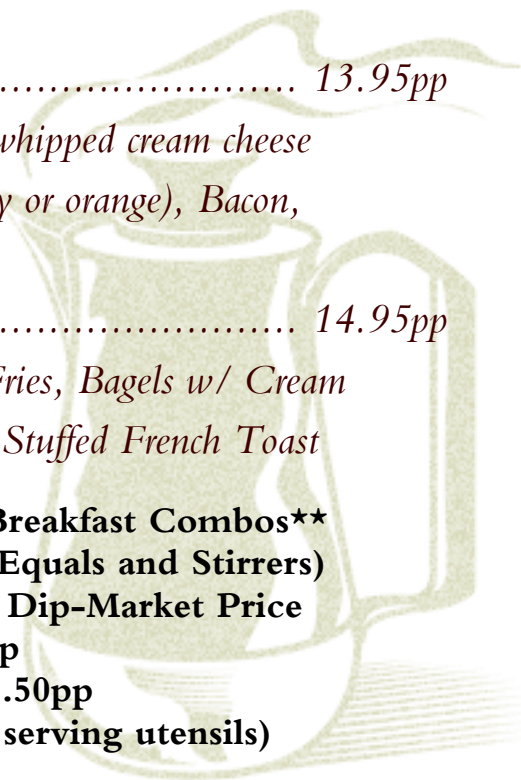 ........................ 13.95pp
whipped cream cheese
y or orange), Bacon,
........................ 14.95pp
Fries, Bagels w/ Cream
Stuffed French Toast
Breakfast Combos**
Equals and Stirrers)
Dip-Market Price
p
.50pp
serving utensils)